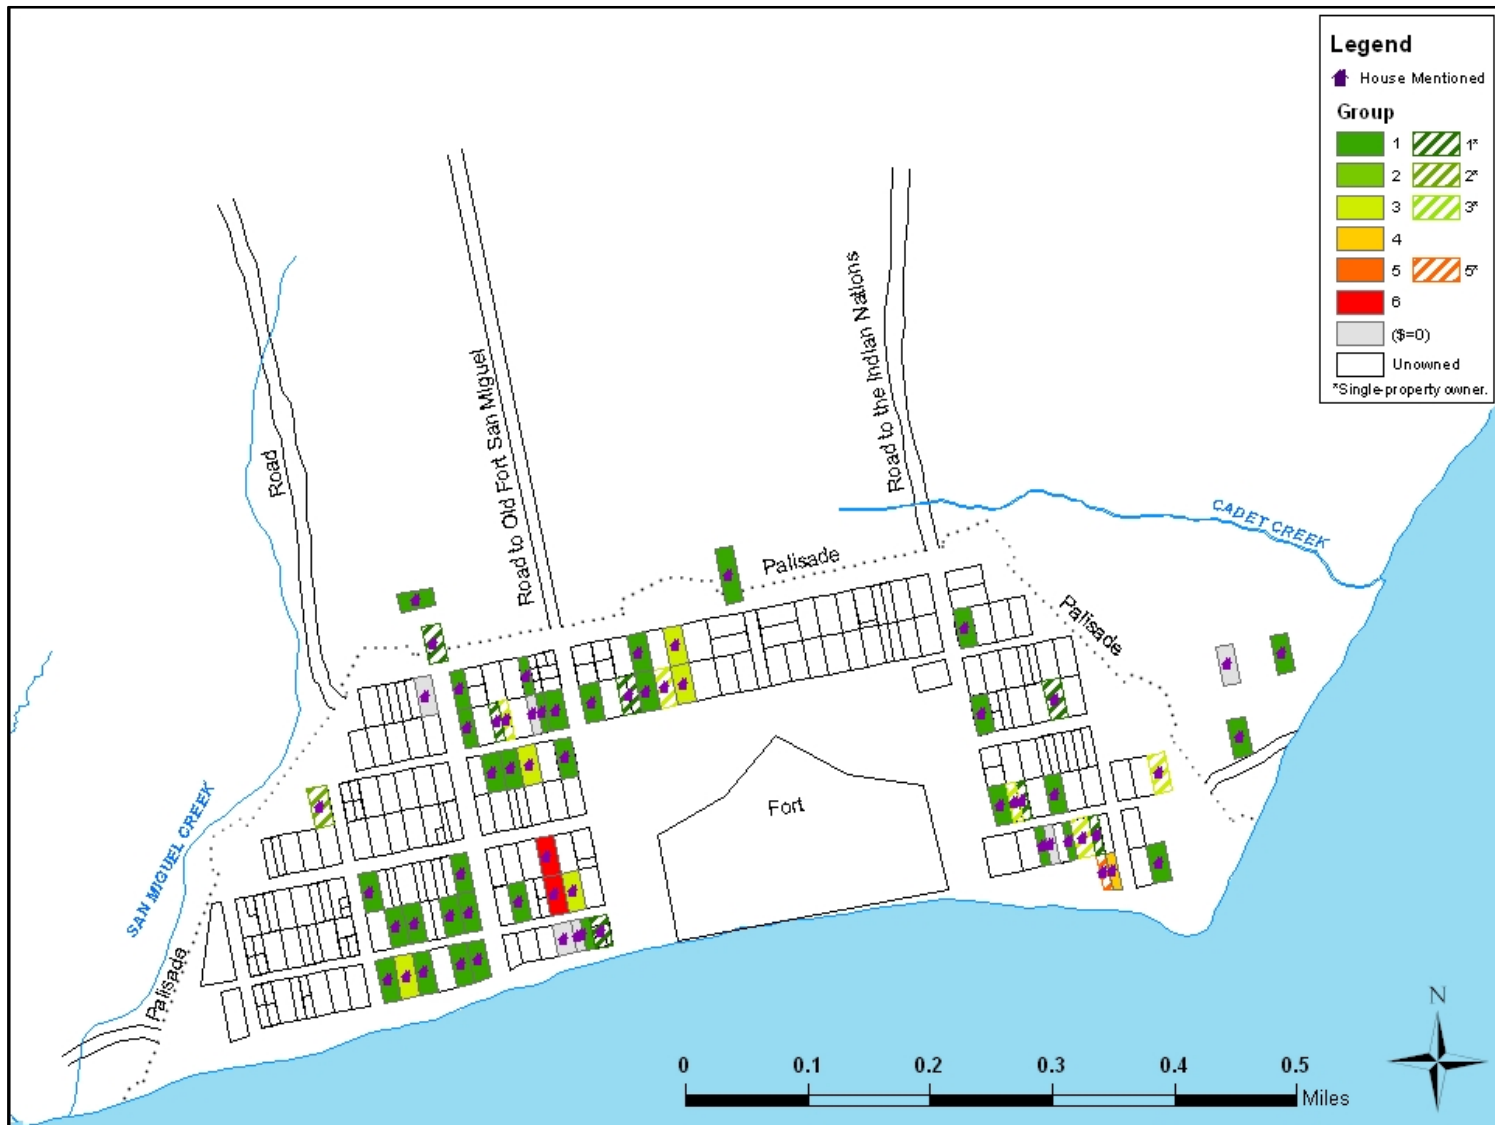 Legend
House Mentioned
Group
1 1*
2 2*
3 3*
4
5 5*
6
($=0)
Unowned
*Single-property owner.
Road
Road to Old Fort San Miguel
Road to the Indian Nations
CADET CREEK
Palisade
Palisade
Fort
SAN MIGUEL CREEK
Palisade
N
0 0.1 0.2 0.3 0.4 0.5
Miles